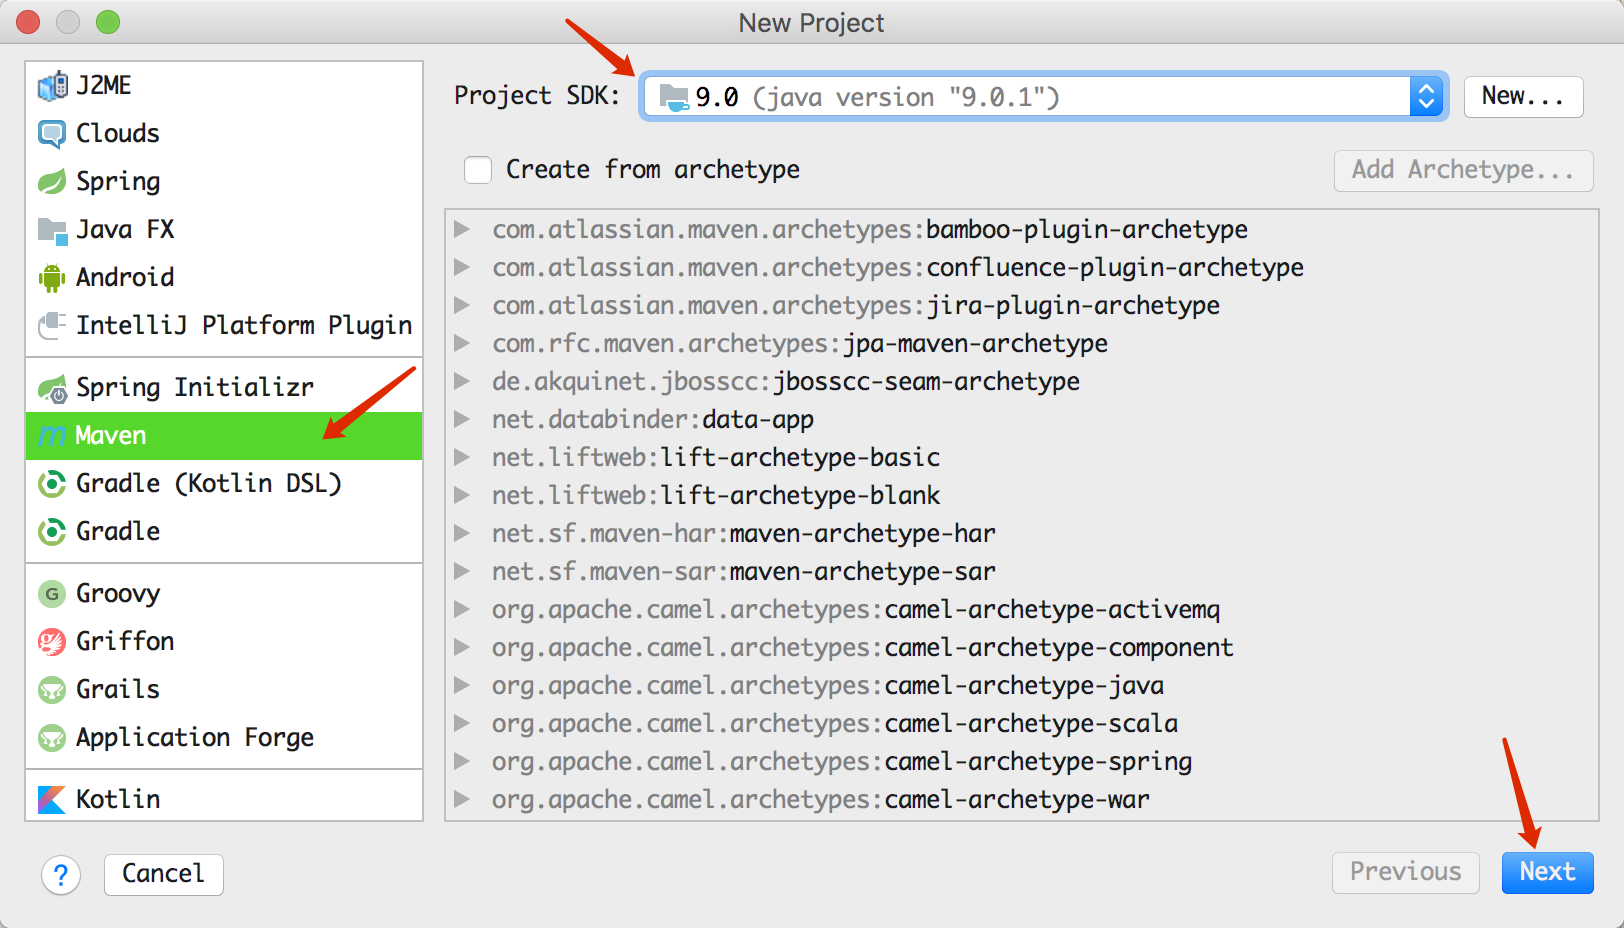 New Project
J2ME
Clouds
Spring
Java FX
Android
IntelliJ Platform Plugin
Spring Initializr
m Maven
Gradle (Kotlin DSL)
Gradle
G Groovy
g Griffon
Grails
Application Forge
Kotlin
Project SDK: 9.0 (java version "9.0.1") New...
Create from archetype Add Archetype...
com.atlassian.maven.archetypes:bamboo-plugin-archetype
com.atlassian.maven.archetypes:confluence-plugin-archetype
com.atlassian.maven.archetypes:jira-plugin-archetype
com.rfc.maven.archetypes:jpa-maven-archetype
de.akquinet.jbosscc:jbosscc-seam-archetype
net.databinder:data-app
net.liftweb:lift-archetype-basic
net.liftweb:lift-archetype-blank
net.sf.maven-har:maven-archetype-har
net.sf.maven-sar:maven-archetype-sar
org.apache.camel.archetypes:camel-archetype-activemq
org.apache.camel.archetypes:camel-archetype-component
org.apache.camel.archetypes:camel-archetype-java
org.apache.camel.archetypes:camel-archetype-scala
org.apache.camel.archetypes:camel-archetype-spring
org.apache.camel.archetypes:camel-archetype-war
? Cancel Previous Next